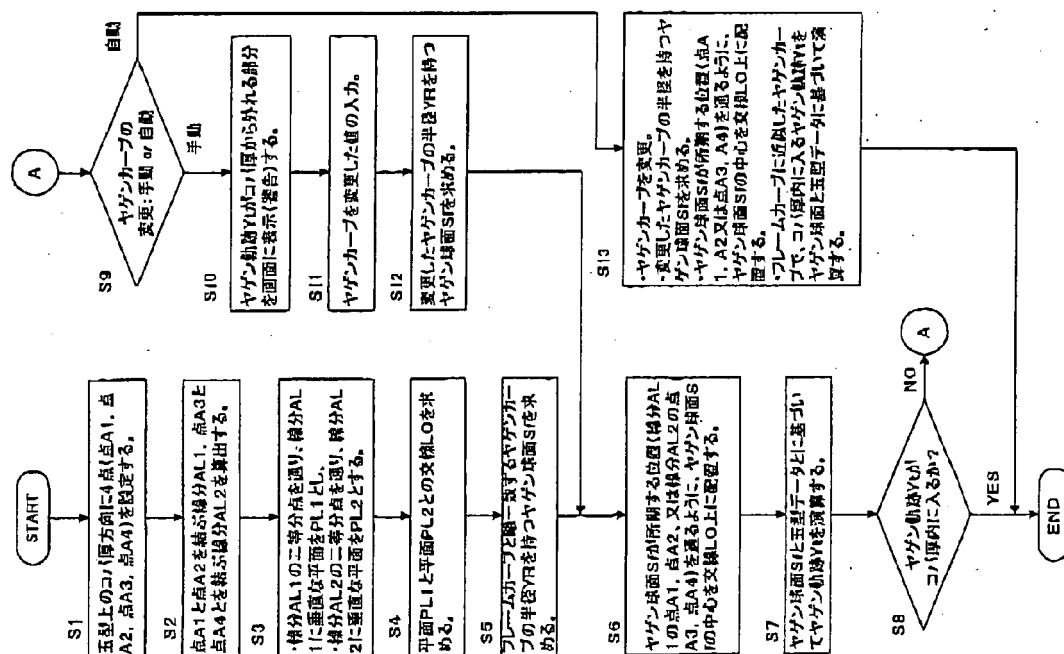 START
S1
玉型上のコバ厚方向に4点(点A1, 点
A2, 点A3, 点A4)を設定する。
S2
点A1と点A2を結ぶ線分AL1, 点A3と
点A4とを結ぶ線分AL2を算出する。
S3
・線分AL1の二等分点を通り、線分AL
1に垂直な平面をPL1とし、
・線分AL2の二等分点を通り、線分AL
2に垂直な平面をPL2とする。
S4
平面PL1と平面PL2との交線LOを求
める。
S5
フレームカーブと略一致するヤゲンカー
ブの半径YRを持つヤゲン球面Sfを求
める。
S6
ヤゲン球面Sfが所期する位置(線分AL
1の点A1, 点A2, 又は線分AL2の点
A3, 点A4)を通るように、ヤゲン球面S
fの中心を交線LO上に配置する。
S7
ヤゲン球面Sfと玉型データとに基づい
てヤゲン軌跡Ytを演算する。
S8
ヤゲン軌跡Ytが
コバ厚内に入るか?
NO
A
YES
END
A
S9
ヤゲンカーブの
変更:手動 or 自動
自動
手動
S10
ヤゲン軌跡Ytがコバ厚から外れる部分
を画面に表示(警告)する。
S11
ヤゲンカーブを変更した値の入力。
S12
変更したヤゲンカーブの半径YRを持つ
ヤゲン球面Sfを求める。
S13
・ヤゲンカーブを変更。
・変更したヤゲンカーブの半径を持つヤ
ゲン球面Sfを求める。
・ヤゲン球面Sfが所期する位置(点A
1, A2又は点A3, A4)を通るように、
ヤゲン球面Sfの中心を交線LO上に配
置する。
・フレームカーブに近似したヤゲンカー
ブで、コバ厚内に入るヤゲン軌跡Ytを
ヤゲン球面と玉型データに基づいて演
算する。